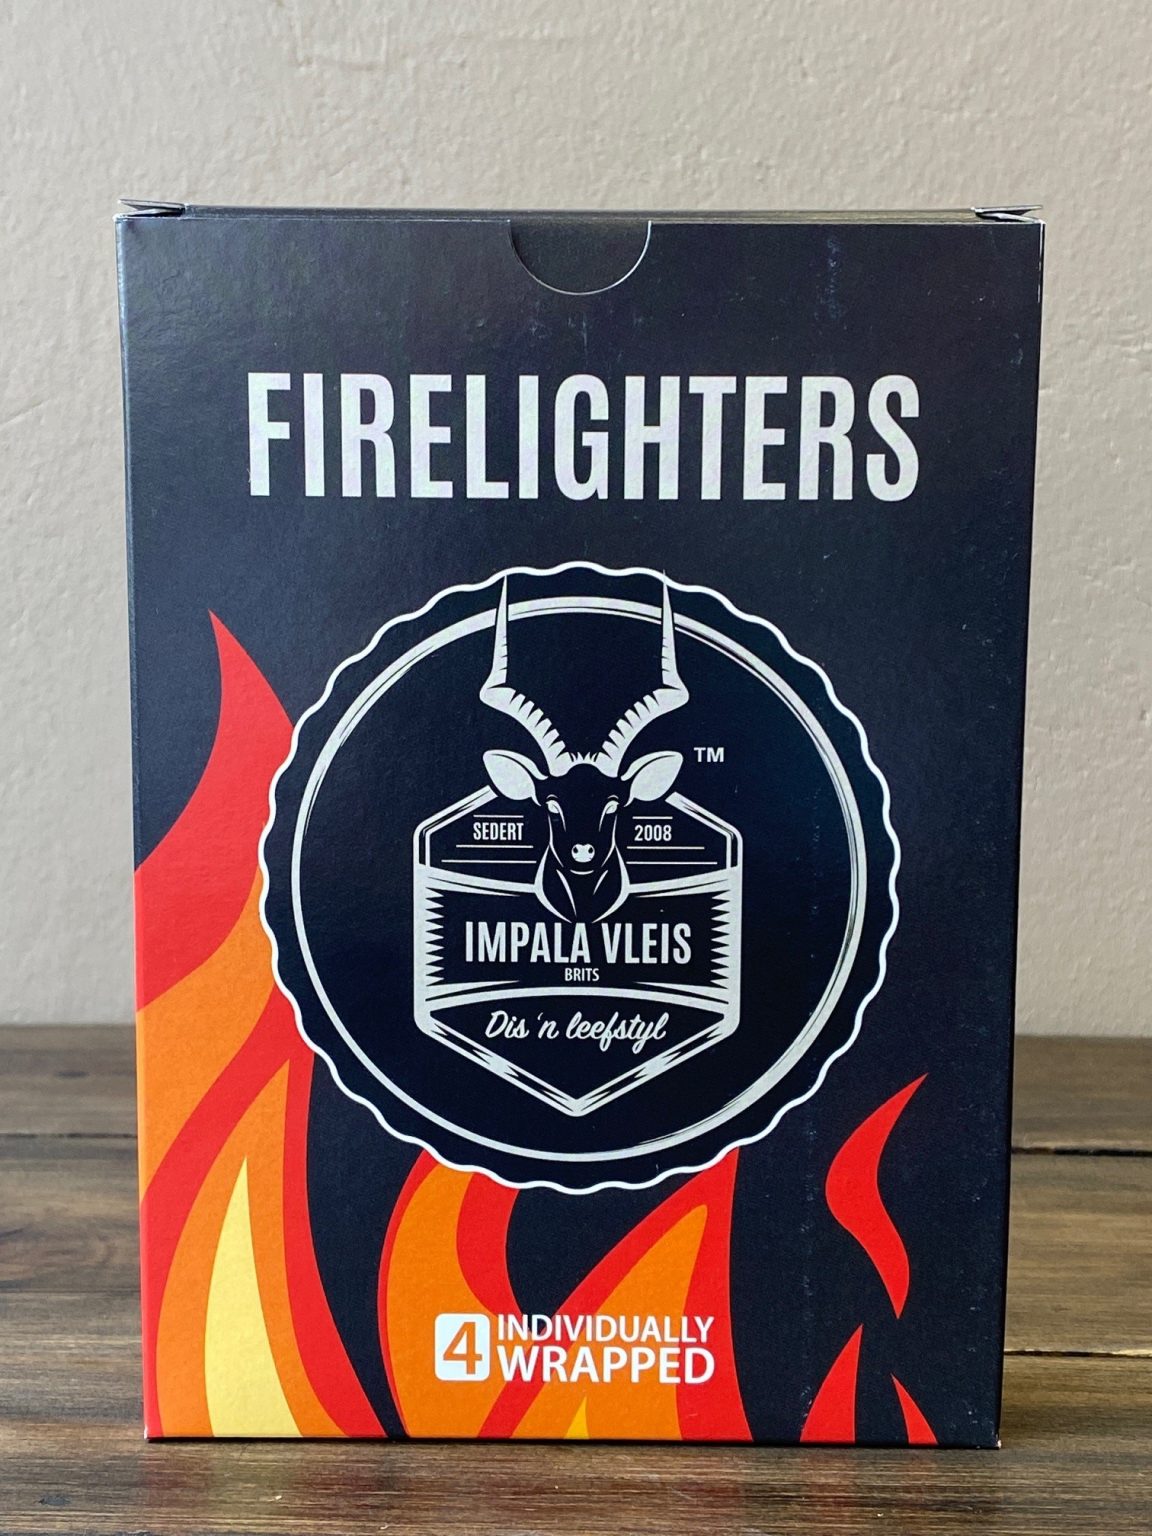 FIRELIGHTERS
TM
SEDERT 2008
IMPALA VLEIS
BRITS
Dis 'n leefstyl
4 INDIVIDUALLY
WRAPPED